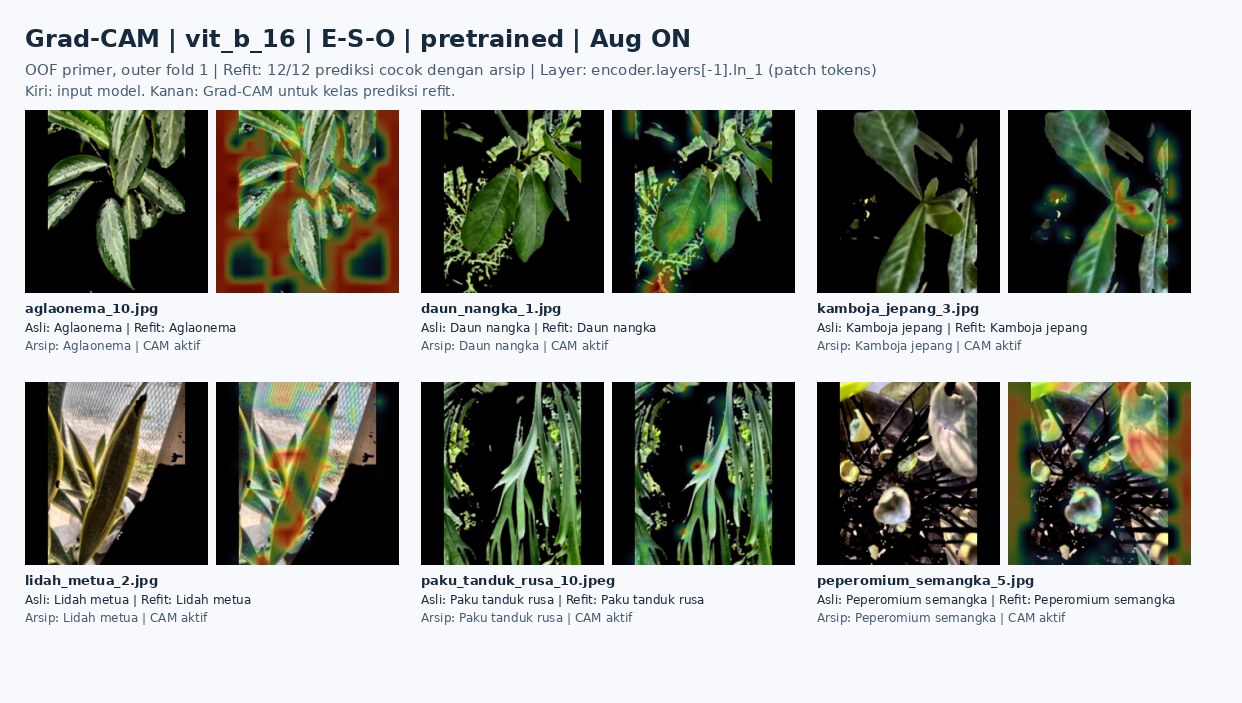 Grad-CAM | vit_b_16 | E-S-O | pretrained | Aug ON
OOF primer, outer fold 1 | Refit: 12/12 prediksi cocok dengan arsip | Layer: encoder.layers[-1].ln_1 (patch tokens)
Kiri: input model. Kanan: Grad-CAM untuk kelas prediksi refit.
aglaonema_10.jpg
Asli: Aglaonema | Refit: Aglaonema
Arsip: Aglaonema | CAM aktif
daun_nangka_1.jpg
Asli: Daun nangka | Refit: Daun nangka
Arsip: Daun nangka | CAM aktif
kamboja_jepang_3.jpg
Asli: Kamboja jepang | Refit: Kamboja jepang
Arsip: Kamboja jepang | CAM aktif
lidah_metua_2.jpg
Asli: Lidah metua | Refit: Lidah metua
Arsip: Lidah metua | CAM aktif
paku_tanduk_rusa_10.jpeg
Asli: Paku tanduk rusa | Refit: Paku tanduk rusa
Arsip: Paku tanduk rusa | CAM aktif
peperomium_semangka_5.jpg
Asli: Peperomium semangka | Refit: Peperomium semangka
Arsip: Peperomium semangka | CAM aktif